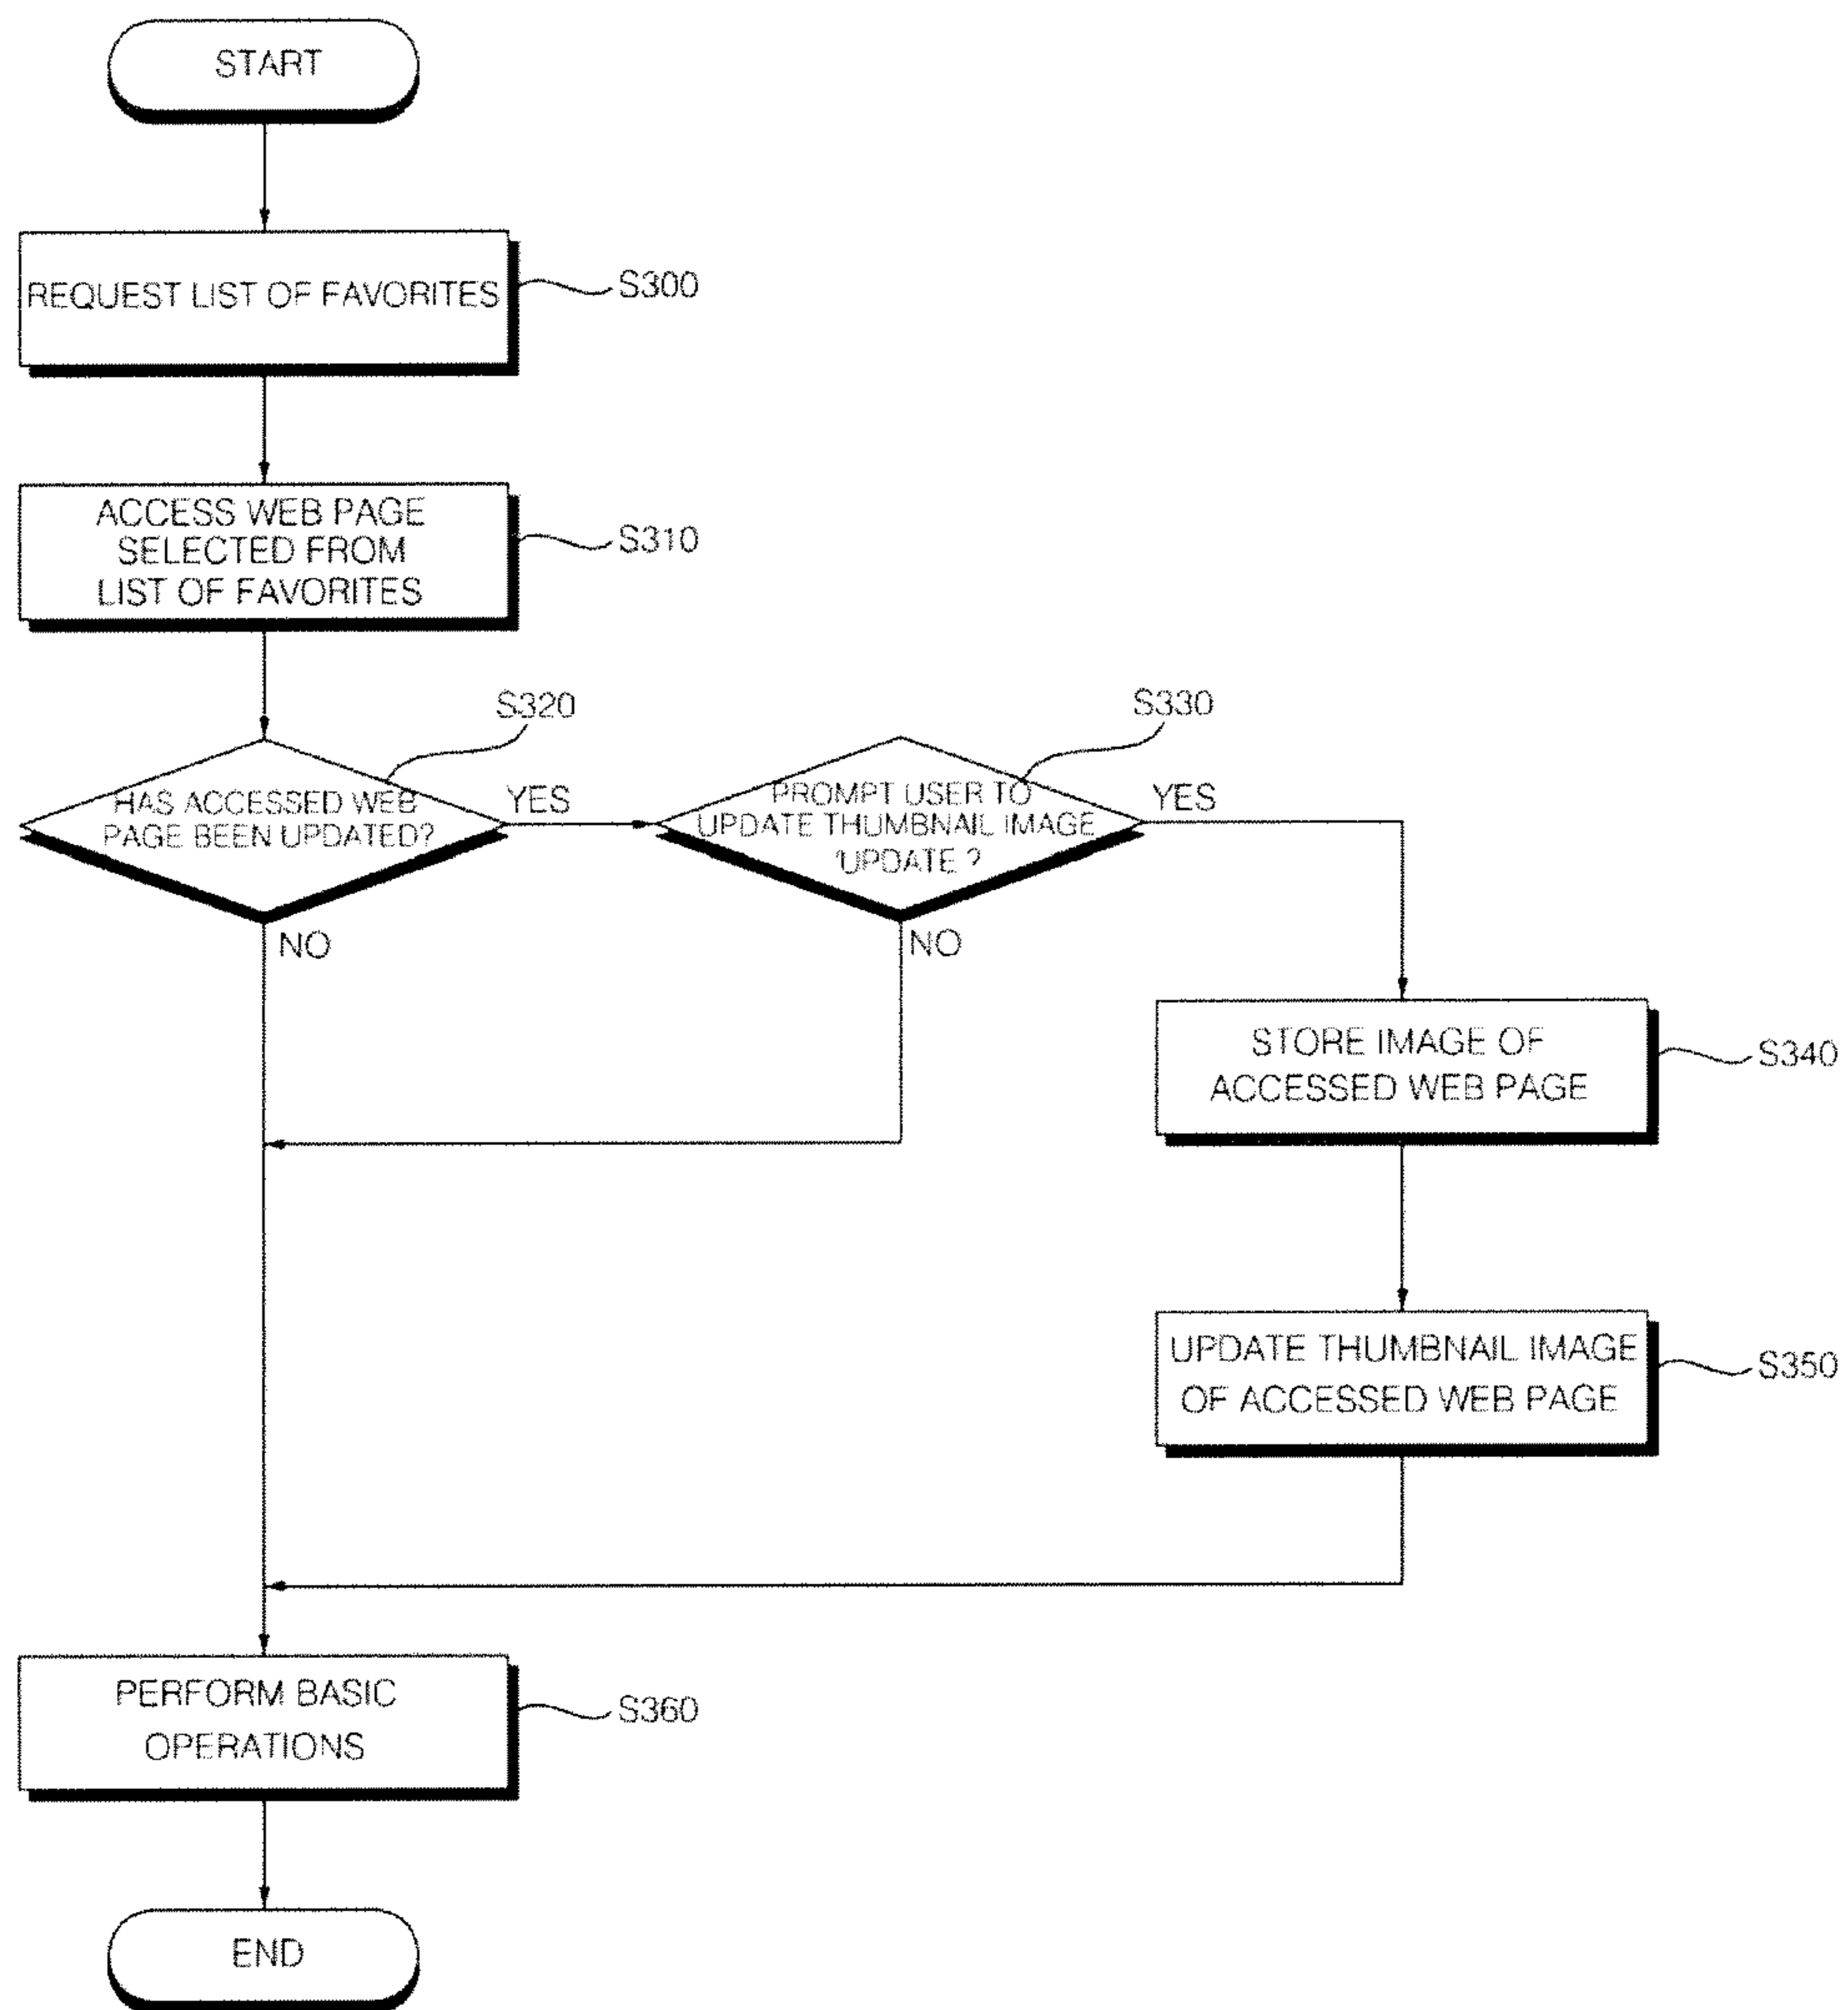 START
REQUEST LIST OF FAVORITES
S300
ACCESS WEB PAGE
SELECTED FROM
LIST OF FAVORITES
S310
S320
HAS ACCESSED WEB
PAGE BEEN UPDATED?
YES
NO
S330
PROMPT USER TO
UPDATE THUMBNAIL IMAGE
'UPDATE ?
YES
NO
STORE IMAGE OF
ACCESSED WEB PAGE
S340
UPDATE THUMBNAIL IMAGE
OF ACCESSED WEB PAGE
S350
PERFORM BASIC
OPERATIONS
S360
END